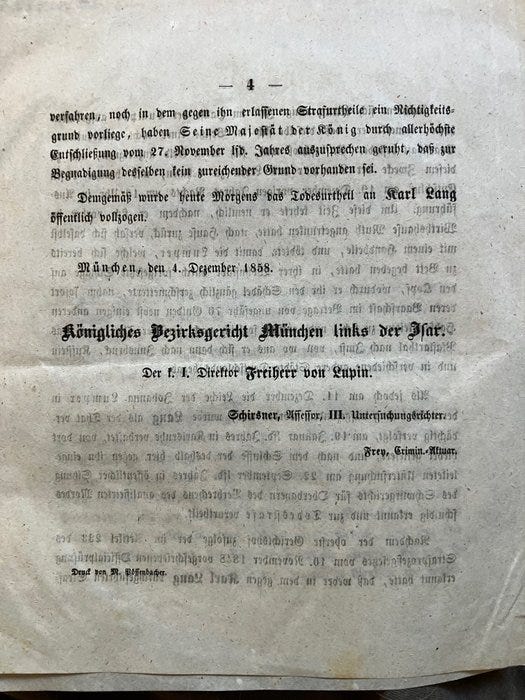 — 4 —
verfahren, noch in dem gegen ihn erlassenen Strafurtheile ein Nichtigkeits-
grund vorliege, haben Seine Majestät der König durch allerhöchste
Entschließung vom 27. November lfd. Jahres auszusprechen geruht, daß zur
Begnadigung desselben kein zureichender Grund vorhanden sei.
Demgemäß wurde heute Morgens das Todesurtheil an Karl Lang
öffentlich vollzogen.
München, den 4. Dezember 1858.
Königliches Bezirksgericht München links der Isar.
Der k. I. Direktor Freiherr von Lupin.
Schirsner, Assessor, III. Untersuchungsrichter.
Frey, Crimin.-Aktuar.
Druck von M. Pössenbacher.